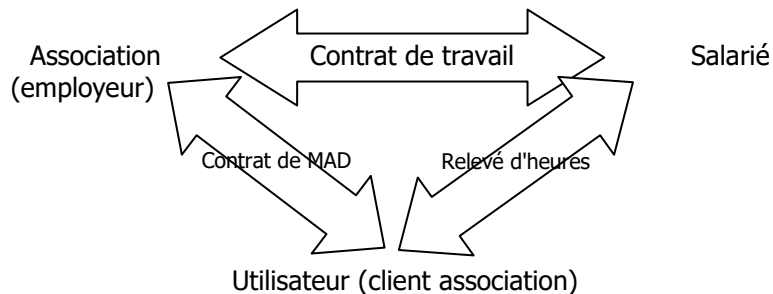 Association
(employeur)
Contrat de travail
Salarié
Contrat de MAD
Relevé d'heures
Utilisateur (client association)